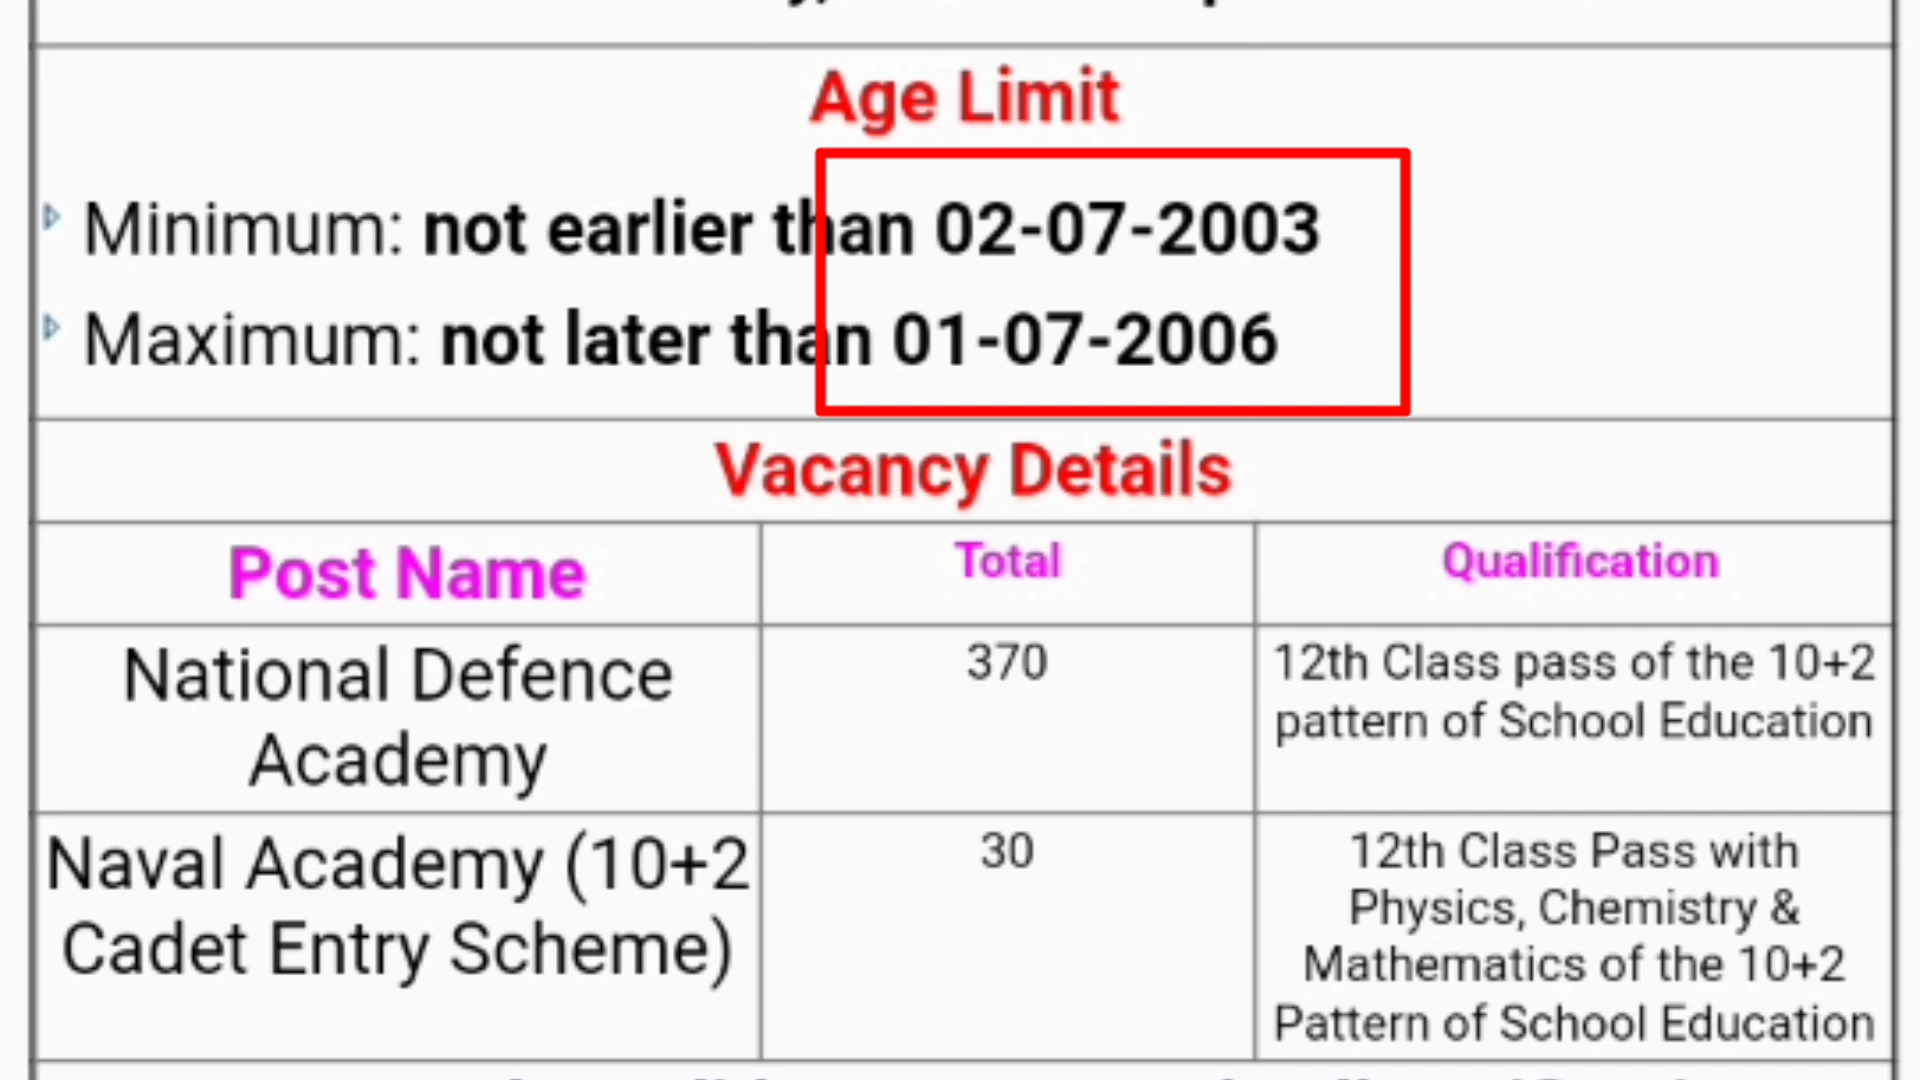 Age Limit
Minimum: not earlier than 02-07-2003
Maximum: not later than 01-07-2006
Vacancy Details
Post Name
Total
Qualification
National Defence
Academy
370
12th Class pass of the 10+2
pattern of School Education
Naval Academy (10+2
Cadet Entry Scheme)
30
12th Class Pass with
Physics, Chemistry &
Mathematics of the 10+2
Pattern of School Education